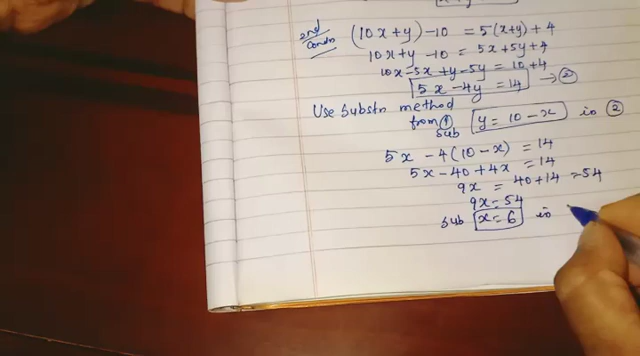 2nd Condn (10x+y)-10 = 5(x+y)+4
10x+y-10 = 5x+5y+4
10x-5x+y-5y = 10+4
5x-4y = 14 → ②
Use Substn method
from ①
sub y = 10-x in ②
5x-4(10-x) = 14
5x-40+4x = 14
9x = 40+14 = 54
9x = 54
sub x=6 in